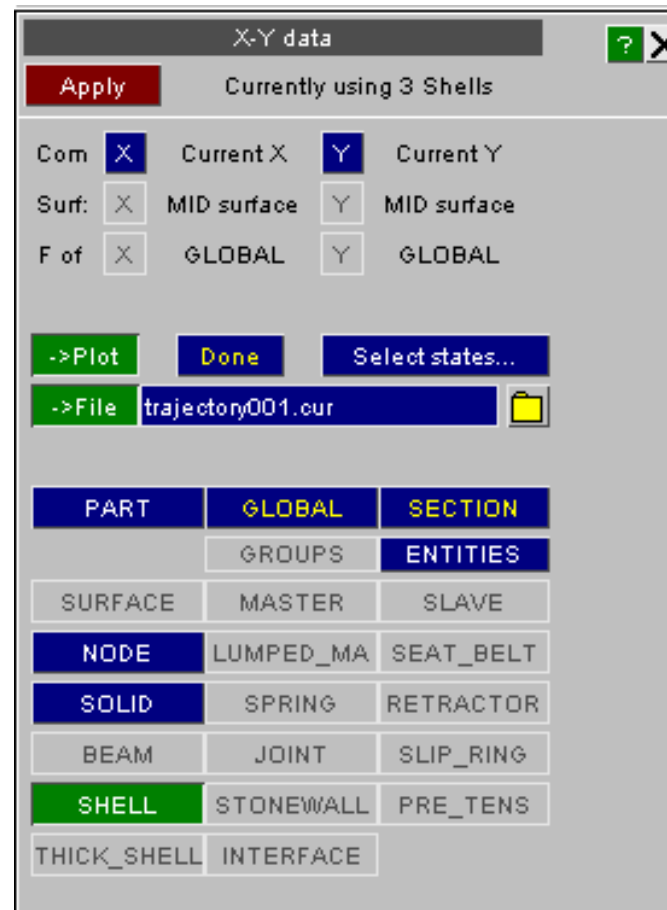 X-Y data ? X
Apply Currently using 3 Shells
Com X Current X Y Current Y
Surf: X MID surface Y MID surface
F of X GLOBAL Y GLOBAL
->Plot Done Select states...
->File trajectory001.cur
PART GLOBAL SECTION
GROUPS ENTITIES
SURFACE MASTER SLAVE
NODE LUMPED_MA SEAT_BELT
SOLID SPRING RETRACTOR
BEAM JOINT SLIP_RING
SHELL STONEWALL PRE_TENS
THICK_SHELL INTERFACE